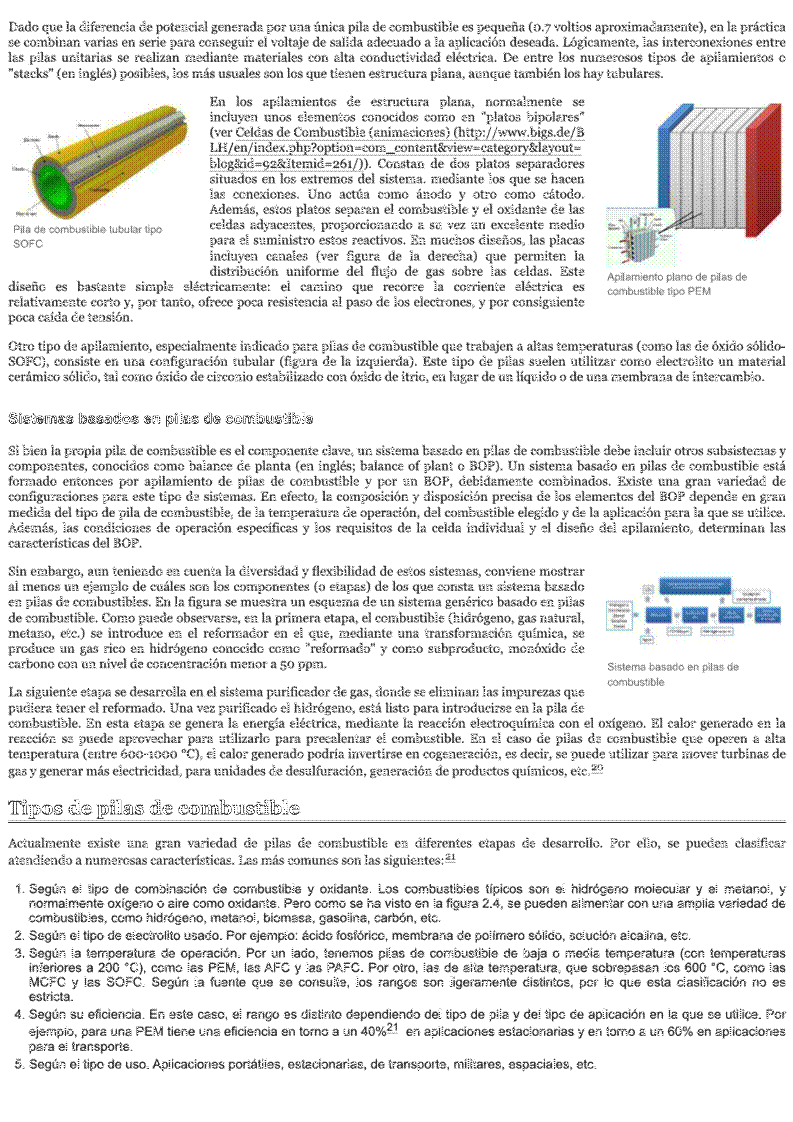 Dado que la diferencia de potencial generada por una única pila de combustible es pequeña (0.7 voltios aproximadamente), en la práctica
se combinan varias en serie para conseguir el voltaje de salida adecuado a la aplicación deseada. Lógicamente, las interconexiones entre
las pilas unitarias se realizan mediante materiales con alta conductividad eléctrica. De entre los numerosos tipos de apilamientos o
"stacks" (en inglés) posibles, los más usuales son los que tienen estructura plana, aunque también los hay tubulares.
En los apilamientos de estructura plana, normalmente se
incluyen unos elementos conocidos como en "platos bipolares"
(ver Celdas de Combustible (animaciones) (http://www.bigs.de/B
LH/en/index.php?option=com_content&view=category&layout=
blog&id=92&Itemid=261/)). Constan de dos platos separadores
situados en los extremos del sistema. mediante los que se hacen
las conexiones. Uno actúa como ánodo y otro como cátodo.
Además, estos platos separan el combustible y el oxidante de las
celdas adyacentes, proporcionando a su vez un excelente medio
para el suministro estos reactivos. En muchos diseños, las placas
incluyen canales (ver figura de la derecha) que permiten la
distribución uniforme del flujo de gas sobre las celdas. Este
diseño es bastante simple eléctricamente: el camino que recorre la corriente eléctrica es
relativamente corto y, por tanto, ofrece poca resistencia al paso de los electrones, y por consiguiente
poca caída de tensión.
Pila de combustible tubular tipo
SOFC
Apilamiento plano de pilas de
combustible tipo PEM
Otro tipo de apilamiento, especialmente indicado para pilas de combustible que trabajen a altas temperaturas (como las de óxido sólido-
SOFC), consiste en una configuración tubular (figura de la izquierda). Este tipo de pilas suelen utilitzar como electrolito un material
cerámico sólido, tal como óxido de circonio estabilizado con óxido de itrio, en lugar de un líquido o de una membrana de intercambio.
Sistemas basados en pilas de combustible
Si bien la propia pila de combustible es el componente clave, un sistema basado en pilas de combustible debe incluir otros subsistemas y
componentes, conocidos como balance de planta (en inglés; balance of plant o BOP). Un sistema basado en pilas de combustible está
formado entonces por apilamiento de pilas de combustible y por un BOP, debidamente combinados. Existe una gran variedad de
configuraciones para este tipo de sistemas. En efecto, la composición y disposición precisa de los elementos del BOP depende en gran
medida del tipo de pila de combustible, de la temperatura de operación, del combustible elegido y de la aplicación para la que se utilice.
Además, las condiciones de operación específicas y los requisitos de la celda individual y el diseño del apilamiento, determinan las
características del BOP.
Sin embargo, aun teniendo en cuenta la diversidad y flexibilidad de estos sistemas, conviene mostrar
al menos un ejemplo de cuáles son los componentes (o etapas) de los que consta un sistema basado
en pilas de combustibles. En la figura se muestra un esquema de un sistema genérico basado en pilas
de combustible. Como puede observarse, en la primera etapa, el combustible (hidrógeno, gas natural,
metano, etc.) se introduce en el reformador en el que, mediante una transformación química, se
produce un gas rico en hidrógeno conocido como "reformado" y como subproducto, monóxido de
carbono con un nivel de concentración menor a 50 ppm.
Sistema basado en pilas de
combustible
La siguiente etapa se desarrolla en el sistema purificador de gas, donde se eliminan las impurezas que
pudiera tener el reformado. Una vez purificado el hidrógeno, está listo para introducirse en la pila de
combustible. En esta etapa se genera la energía eléctrica, mediante la reacción electroquímica con el oxígeno. El calor generado en la
reacción se puede aprovechar para utilizarlo para precalentar el combustible. En el caso de pilas de combustible que operen a alta
temperatura (entre 600-1000 °C), el calor generado podría invertirse en cogeneración, es decir, se puede utilizar para mover turbinas de
gas y generar más electricidad, para unidades de desulfuración, generación de productos químicos, etc.20
Tipos de pilas de combustible
Actualmente existe una gran variedad de pilas de combustible en diferentes etapas de desarrollo. Por ello, se pueden clasificar
atendiendo a numerosas características. Las más comunes son las siguientes:21
1. Según el tipo de combinación de combustible y oxidante. Los combustibles típicos son el hidrógeno molecular y el metanol, y
normalmente oxígeno o aire como oxidante. Pero como se ha visto en la figura 2.4, se pueden alimentar con una amplia variedad de
combustibles, como hidrógeno, metanol, biomasa, gasolina, carbón, etc.
2. Según el tipo de electrolito usado. Por ejemplo: ácido fosfórico, membrana de polímero sólido, solución alcalina, etc.
3. Según la temperatura de operación. Por un lado, tenemos pilas de combustible de baja o media temperatura (con temperaturas
inferiores a 200 °C), como las PEM, las AFC y las PAFC. Por otro, las de alta temperatura, que sobrepasan los 600 °C, como las
MCFC y las SOFC. Según la fuente que se consulte, los rangos son ligeramente distintos, por lo que esta clasificación no es
estricta.
4. Según su eficiencia. En este caso, el rango es distinto dependiendo del tipo de pila y del tipo de aplicación en la que se utilice. Por
ejemplo, para una PEM tiene una eficiencia en torno a un 40%21 en aplicaciones estacionarias y en torno a un 60% en aplicaciones
para el transporte.
5. Según el tipo de uso. Aplicaciones portátiles, estacionarias, de transporte, militares, espaciales, etc.